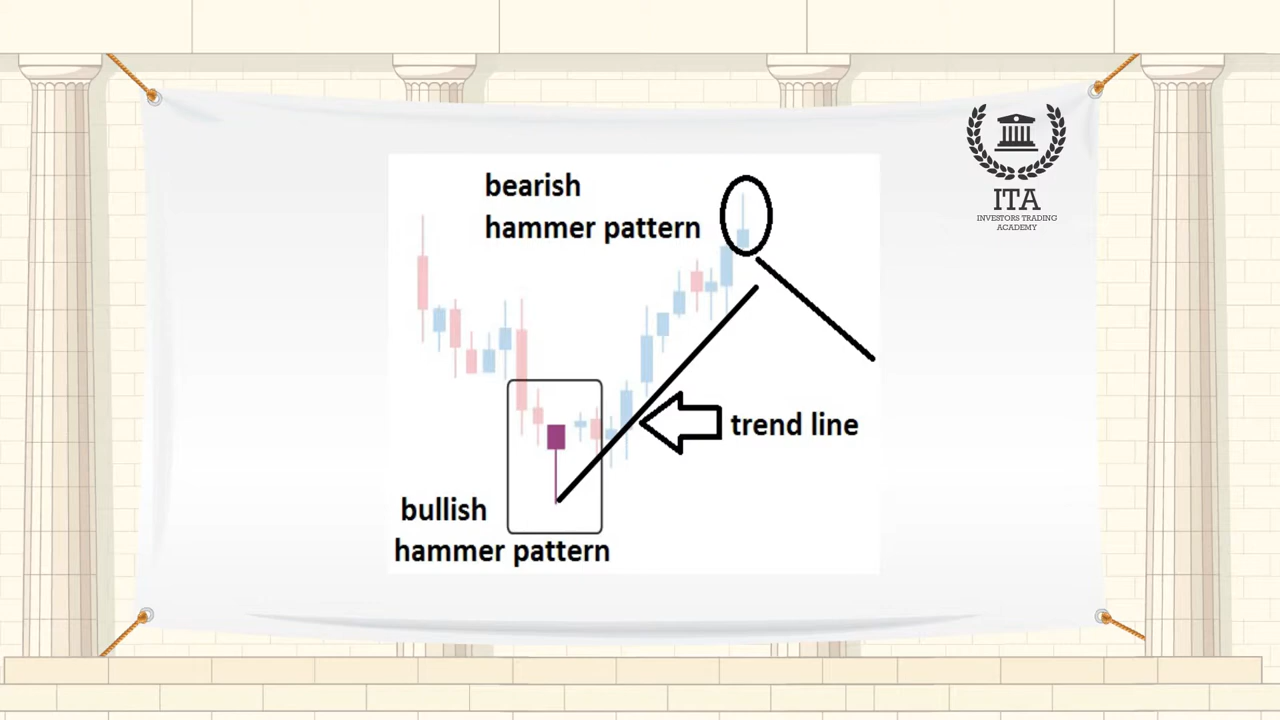 bearish
hammer pattern
ITA
INVESTORS TRADING
ACADEMY
trend line
bullish
hammer pattern